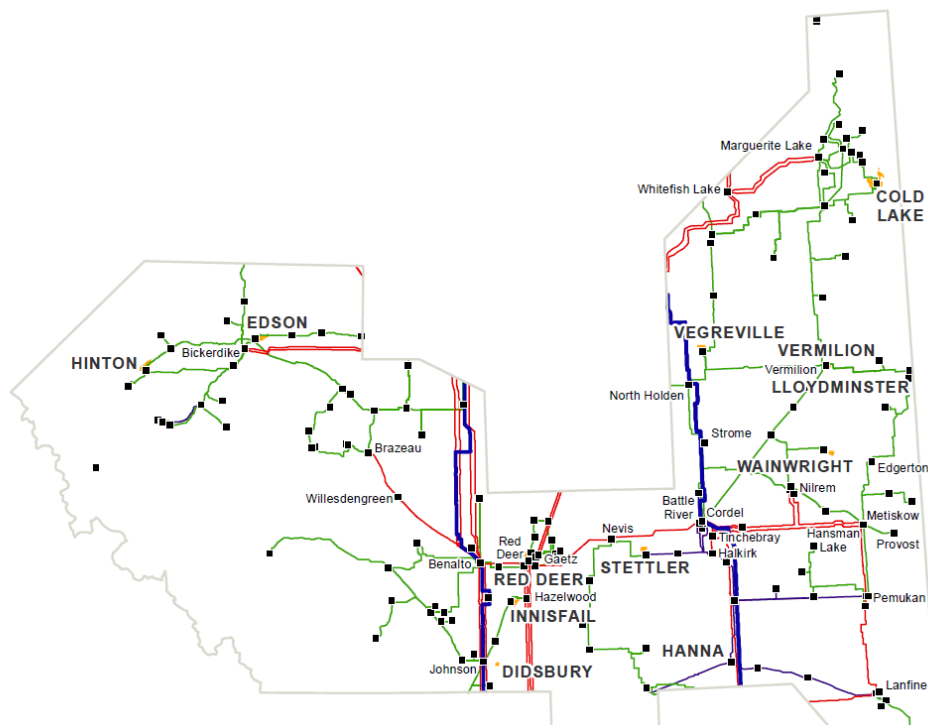 Marguerite Lake
Whitefish Lake
COLD
LAKE
EDSON
Bickerdike
HINTON
VEGREVILLE
VERMILION
Vermilion
LLOYDMINSTER
North Holden
Strome
Brazeau
WAINWRIGHT
Edgerton
Nilrem
Willesdengreen
Battle
River
Cordel
Metiskow
Nevis
Tinchebray
Hansman
Lake
Provost
Red
Deer
Gaetz
Halkirk
Benalto
STETTLER
RED DEER
Hazelwood
Pemukan
INNISFAIL
HANNA
Johnson
DIDSBURY
Lanfine